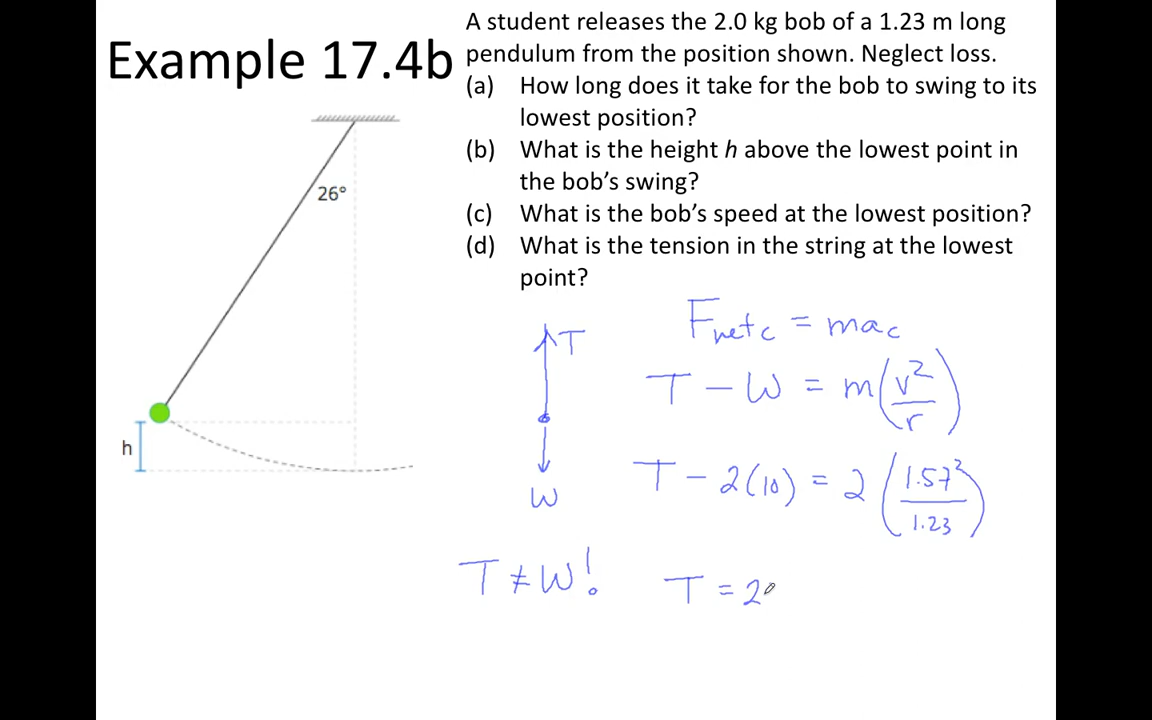 Example 17.4b
A student releases the 2.0 kg bob of a 1.23 m long
pendulum from the position shown. Neglect loss.
(a) How long does it take for the bob to swing to its
lowest position?
(b) What is the height h above the lowest point in
the bob's swing?
(c) What is the bob's speed at the lowest position?
(d) What is the tension in the string at the lowest
point?
26°
h
T
W
F_net c = ma_c
T - W = m(v²/r)
T - 2(10) = 2(1.57²/1.23)
T ≠ W!
T = 2